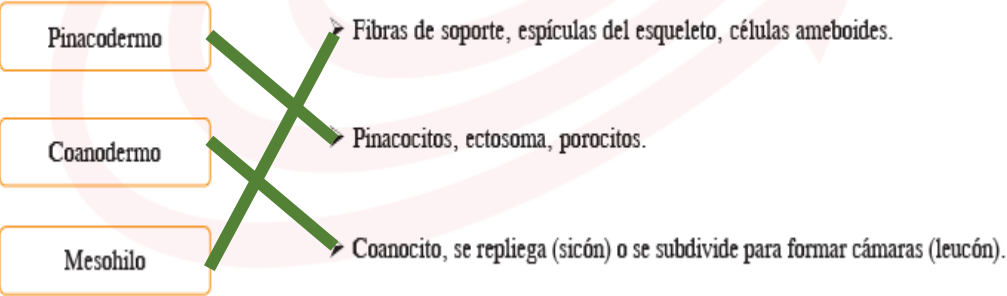 Pinacodermo
➢ Fibras de soporte, espículas del esqueleto, células ameboides.
Coanodermo
➢ Pinacocitos, ectosoma, porocitos.
Mesohilo
➢ Coanocito, se repliega (sicón) o se subdivide para formar cámaras (leucón).